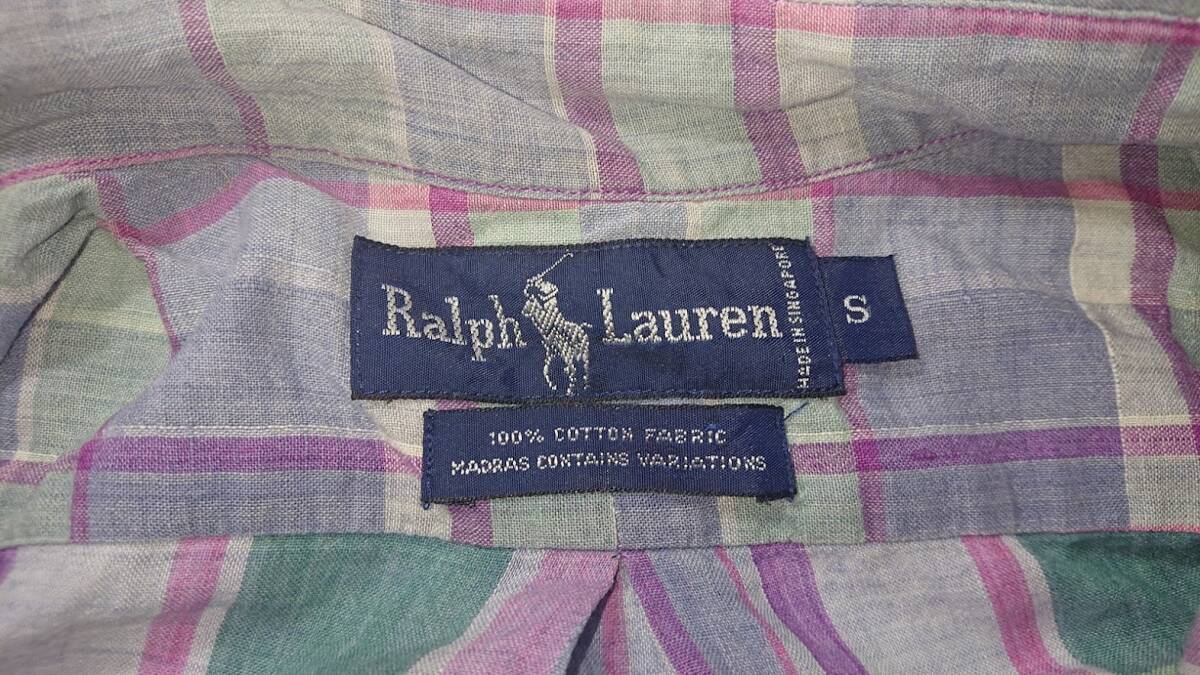 Ralph Lauren
MADE IN SINGAPORE
S
100% COTTON FABRIC
MADRAS CONTAINS VARIATIONS